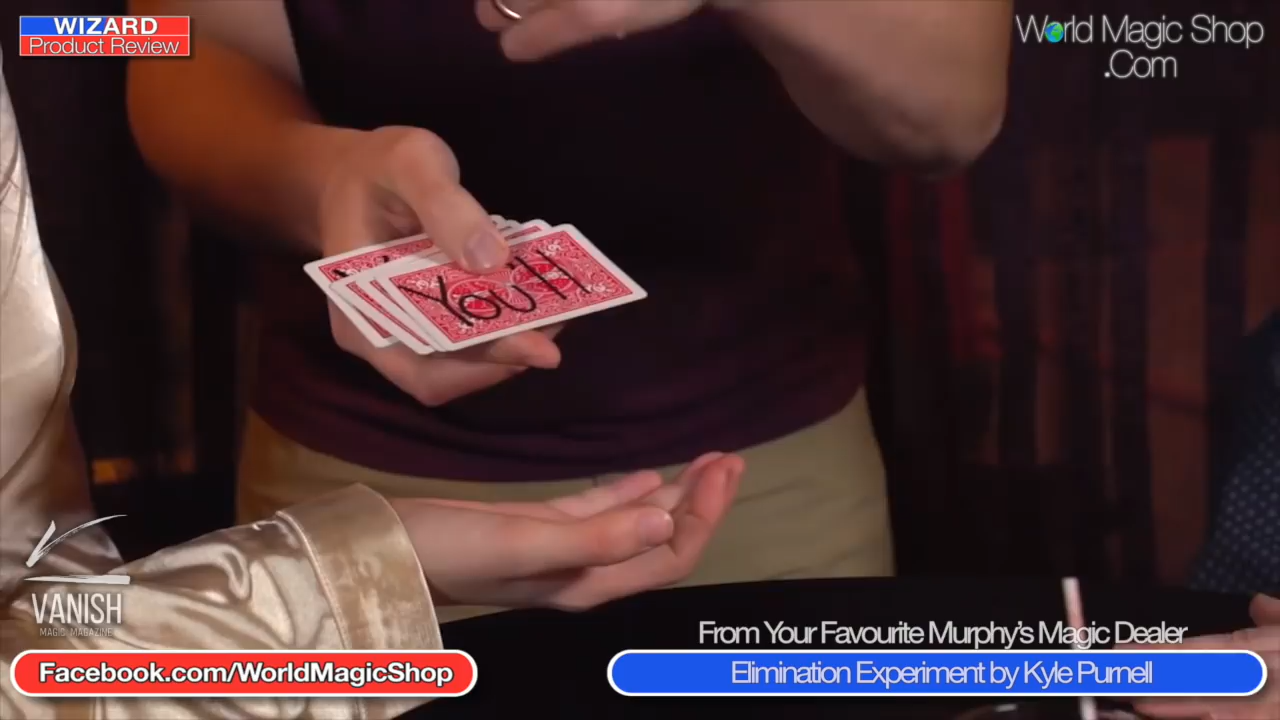 WIZARD
Product Review
World Magic Shop
.Com
You'll
VANISH
MAGIC MAGAZINE
From Your Favourite Murphy's Magic Dealer
Facebook.com/WorldMagicShop
Elimination Experiment by Kyle Purnell